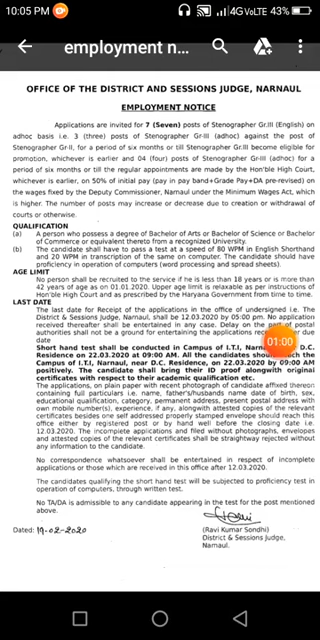 10:05 PM
4G VoLTE 43%
employment n...
OFFICE OF THE DISTRICT AND SESSIONS JUDGE, NARNAUL
EMPLOYMENT NOTICE
Applications are invited for 7 (Seven) posts of Stenographer Gr.III (English) on
adhoc basis i.e. 3 (three) posts of Stenographer Gr-III (adhoc) against the post
of Stenographer Gr-II, for a period of six months or till Stenographer Gr.III become eligible for
promotion, whichever is earlier and 04 (four) posts of Stenographer Gr-III (adhoc) for a
period of six months or till the regular appointments are made by the Hon'ble High Court,
whichever is earlier, on 50% of initial pay (pay in pay band+Grade Pay+DA pre-revised) on
the wages fixed by the Deputy Commissioner, Narnaul under the Minimum Wages Act, which
is higher. The number of posts may increase or decrease due to creation or withdrawal
of courts or otherwise.
QUALIFICATION
(a) A person who possess a degree of Bachelor of Arts or Bachelor of Science or Bachelor
of Commerce or equivalent thereto from a recognized University.
(b) The candidate shall have to pass a test at a speed of 80 WPM in English Shorthand
and 20 WPM in transcription of the same on computer. The candidate should have
proficiency in operation of computers (word processing and spread sheets).
AGE LIMIT
No person shall be recruited to the service if he is less than 18 years or is more than
42 years of age as on 01.01.2020. Upper age limit is relaxable as per instructions of
Hon'ble High Court and as prescribed by the Haryana Government from time to time.
LAST DATE
The last date for Receipt of the applications in the office of undersigned i.e. The
District & Sessions Judge, Narnaul, shall be 12.03.2020 by 05:00 pm. No application
received thereafter shall be entertained in any case. Delay on the part of postal
authorities shall not be a ground for entertaining the applications after due
date
Short hand test shall be conducted in Campus of I.T.I, D.C.
Residence on 22.03.2020 at 09:00 AM. All the candidates the
Campus of I.T.I, Narnaul, near D.C. Residence, on 22.03.2020 by 09:00 AM
positively. The candidate shall bring their ID proof alongwith original
certificates with respect to their academic qualification etc.
The applications, on plain paper with recent photograph of candidate affixed thereon
containing full particulars (i.e. name, father's/husbands name date of birth, sex,
educational qualification, category, permanent address, present postal address with
own mobile number(s), experience, if any, alongwith attested copies of the relevant
certificates besides one self addressed properly stamped envelope should reach this
office either by registered post or by hand well before the closing date i.e.
12.03.2020. The incomplete applications and filed without photographs, envelopes
and attested copies of the relevant certificates shall be straightway rejected without
any information to the candidate.
No correspondence whatsoever shall be entertained in respect of incomplete
applications or those which are received in this office after 12.03.2020.
The candidates qualifying the short hand test will be subjected to proficiency test in
operation of computers, through written test.
No TA/DA is admissible to any candidate appearing in the test for the post mentioned
above.
01:00
Dated: 19-02-2020
(Ravi Kumar Sondhi)
District & Sessions Judge,
Narnaul.